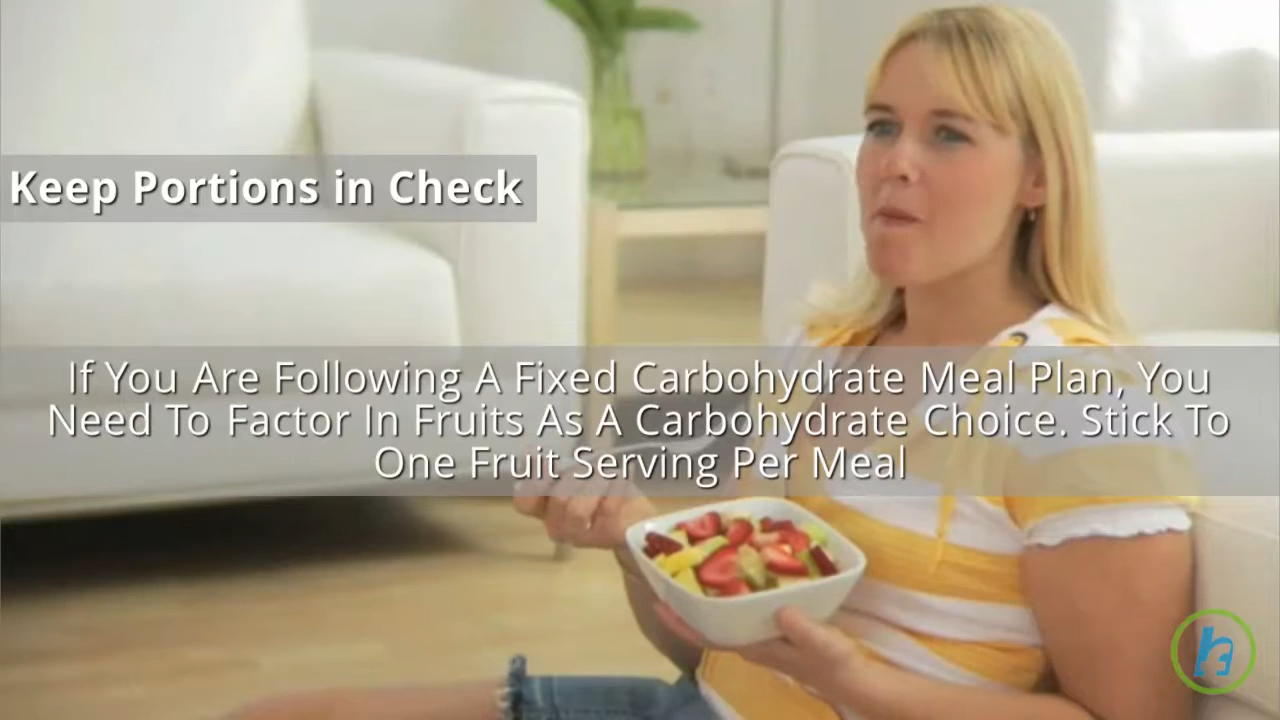 Keep Portions in Check
If You Are Following A Fixed Carbohydrate Meal Plan, You
Need To Factor In Fruits As A Carbohydrate Choice. Stick To
One Fruit Serving Per Meal